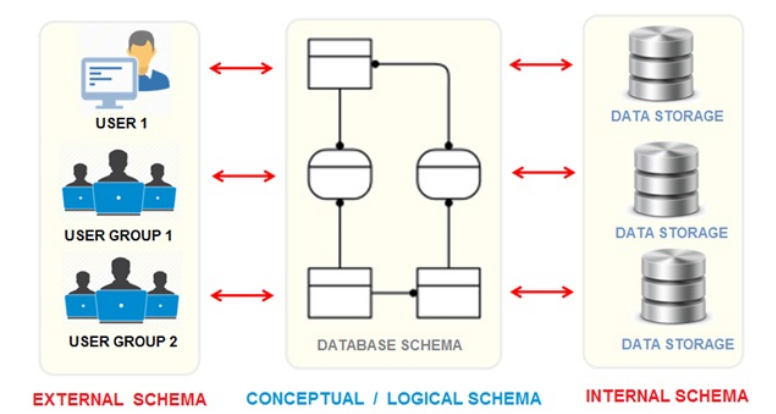 USER 1
USER GROUP 1
USER GROUP 2
DATABASE SCHEMA
DATA STORAGE
DATA STORAGE
DATA STORAGE
EXTERNAL SCHEMA
CONCEPTUAL / LOGICAL SCHEMA
INTERNAL SCHEMA